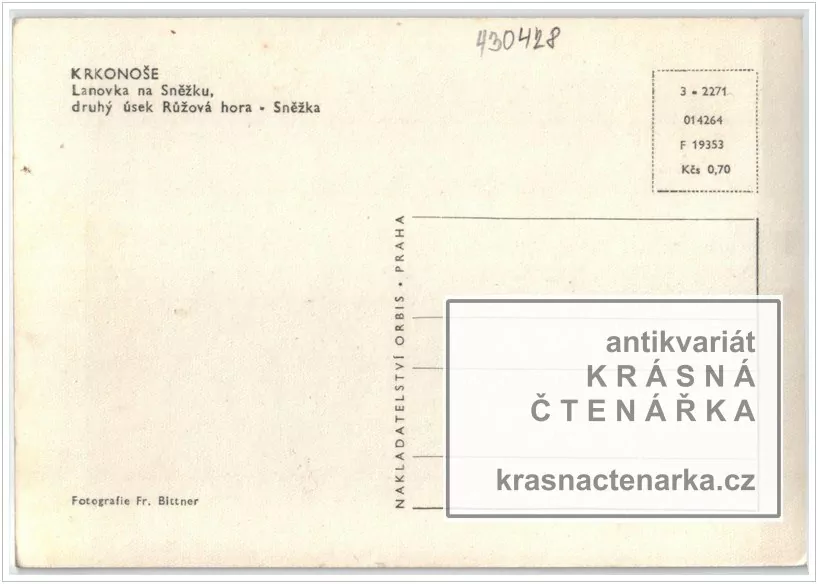 430428
KRKONOŠE
Lanovka na Sněžku,
druhý úsek Růžová hora - Sněžka
3 - 2271
014264
F 19353
Kčs 0,70
NAKLADATELSTVÍ ORBIS • PRAHA
antikvariát
KRÁSNÁ
ČTENÁŘKA
krasnactenarka.cz
Fotografie Fr. Bittner